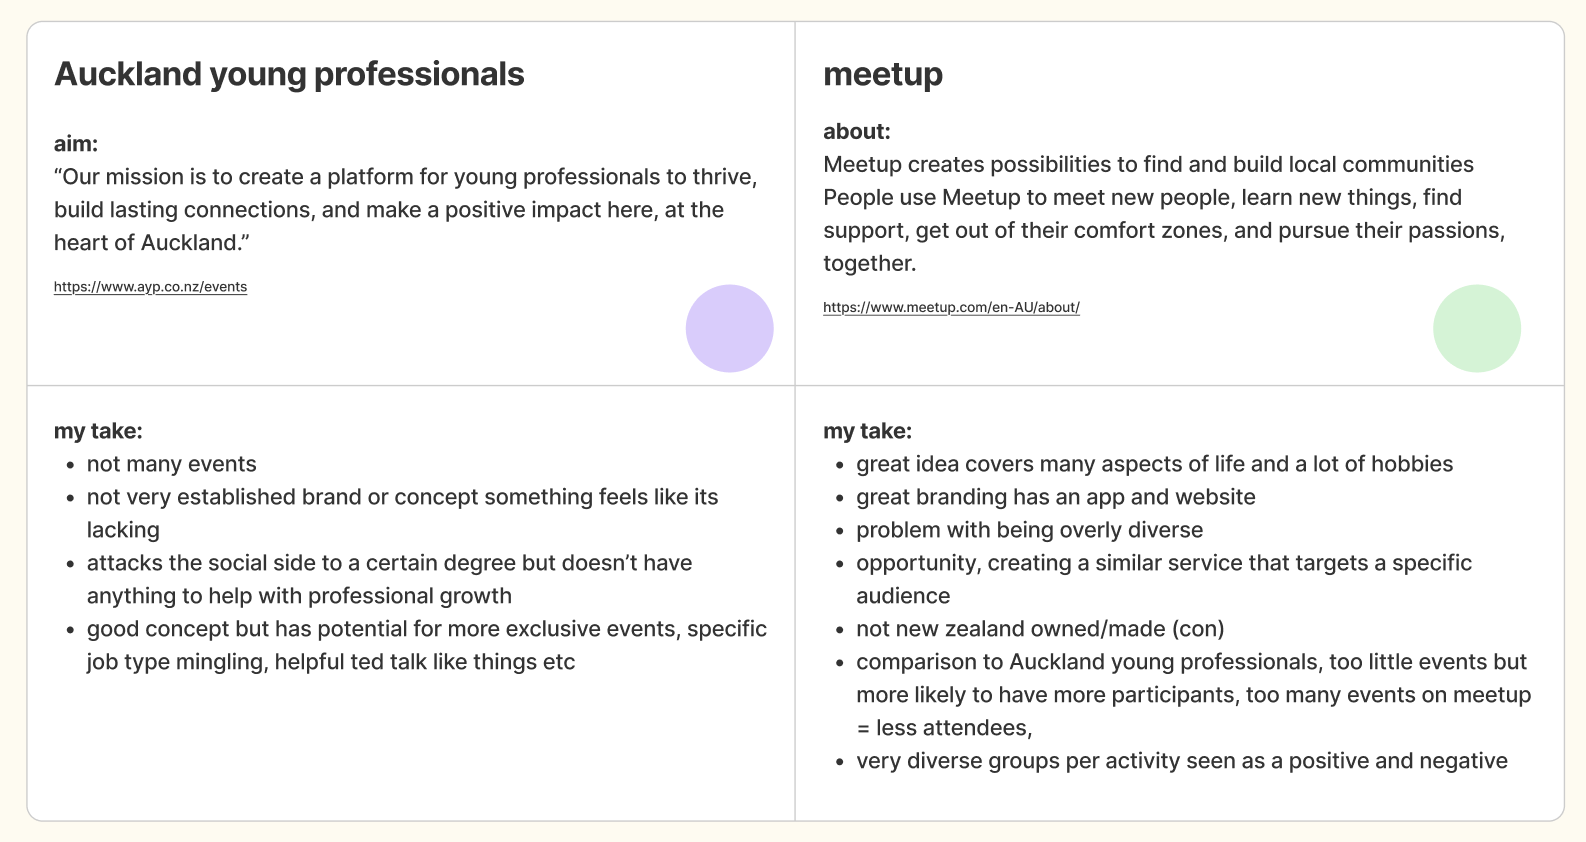 Auckland young professionals
aim:
“Our mission is to create a platform for young professionals to thrive,
build lasting connections, and make a positive impact here, at the
heart of Auckland.”
https://www.ayp.co.nz/events
meetup
about:
Meetup creates possibilities to find and build local communities
People use Meetup to meet new people, learn new things, find
support, get out of their comfort zones, and pursue their passions,
together.
https://www.meetup.com/en-AU/about/
my take:
• not many events
• not very established brand or concept something feels like its
lacking
• attacks the social side to a certain degree but doesn’t have
anything to help with professional growth
• good concept but has potential for more exclusive events, specific
job type mingling, helpful ted talk like things etc
my take:
• great idea covers many aspects of life and a lot of hobbies
• great branding has an app and website
• problem with being overly diverse
• opportunity, creating a similar service that targets a specific
audience
• not new zealand owned/made (con)
• comparison to Auckland young professionals, too little events but
more likely to have more participants, too many events on meetup
= less attendees,
• very diverse groups per activity seen as a positive and negative